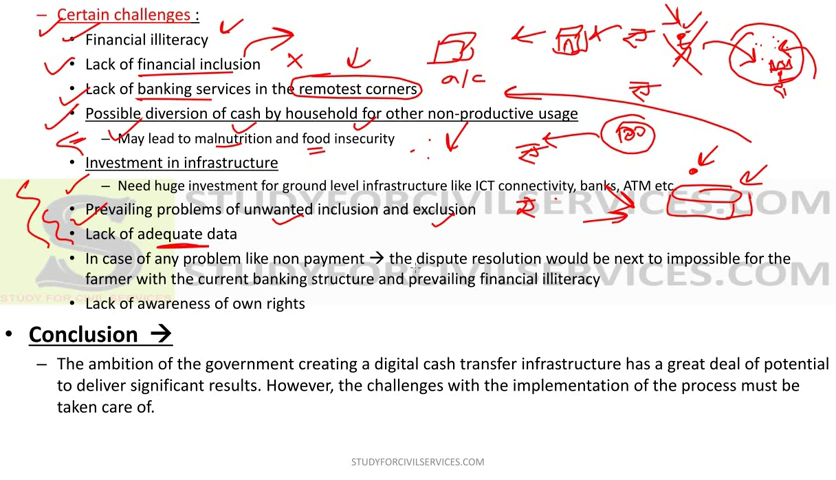 – Certain challenges :
• Financial illiteracy
• Lack of financial inclusion
• Lack of banking services in the remotest corners
• Possible diversion of cash by household for other non-productive usage
– May lead to malnutrition and food insecurity
• Investment in infrastructure
– Need huge investment for ground level infrastructure like ICT connectivity, banks, ATM etc
• Prevailing problems of unwanted inclusion and exclusion
• Lack of adequate data
• In case of any problem like non payment → the dispute resolution would be next to impossible for the
farmer with the current banking structure and prevailing financial illiteracy
• Lack of awareness of own rights
• Conclusion →
– The ambition of the government creating a digital cash transfer infrastructure has a great deal of potential
to deliver significant results. However, the challenges with the implementation of the process must be
taken care of.
a/c
STUDYFORCIVILSERVICES.COM
STUDYFORCIVILSERVICES.COM
STUDYFORCIVILSERVICES.COM